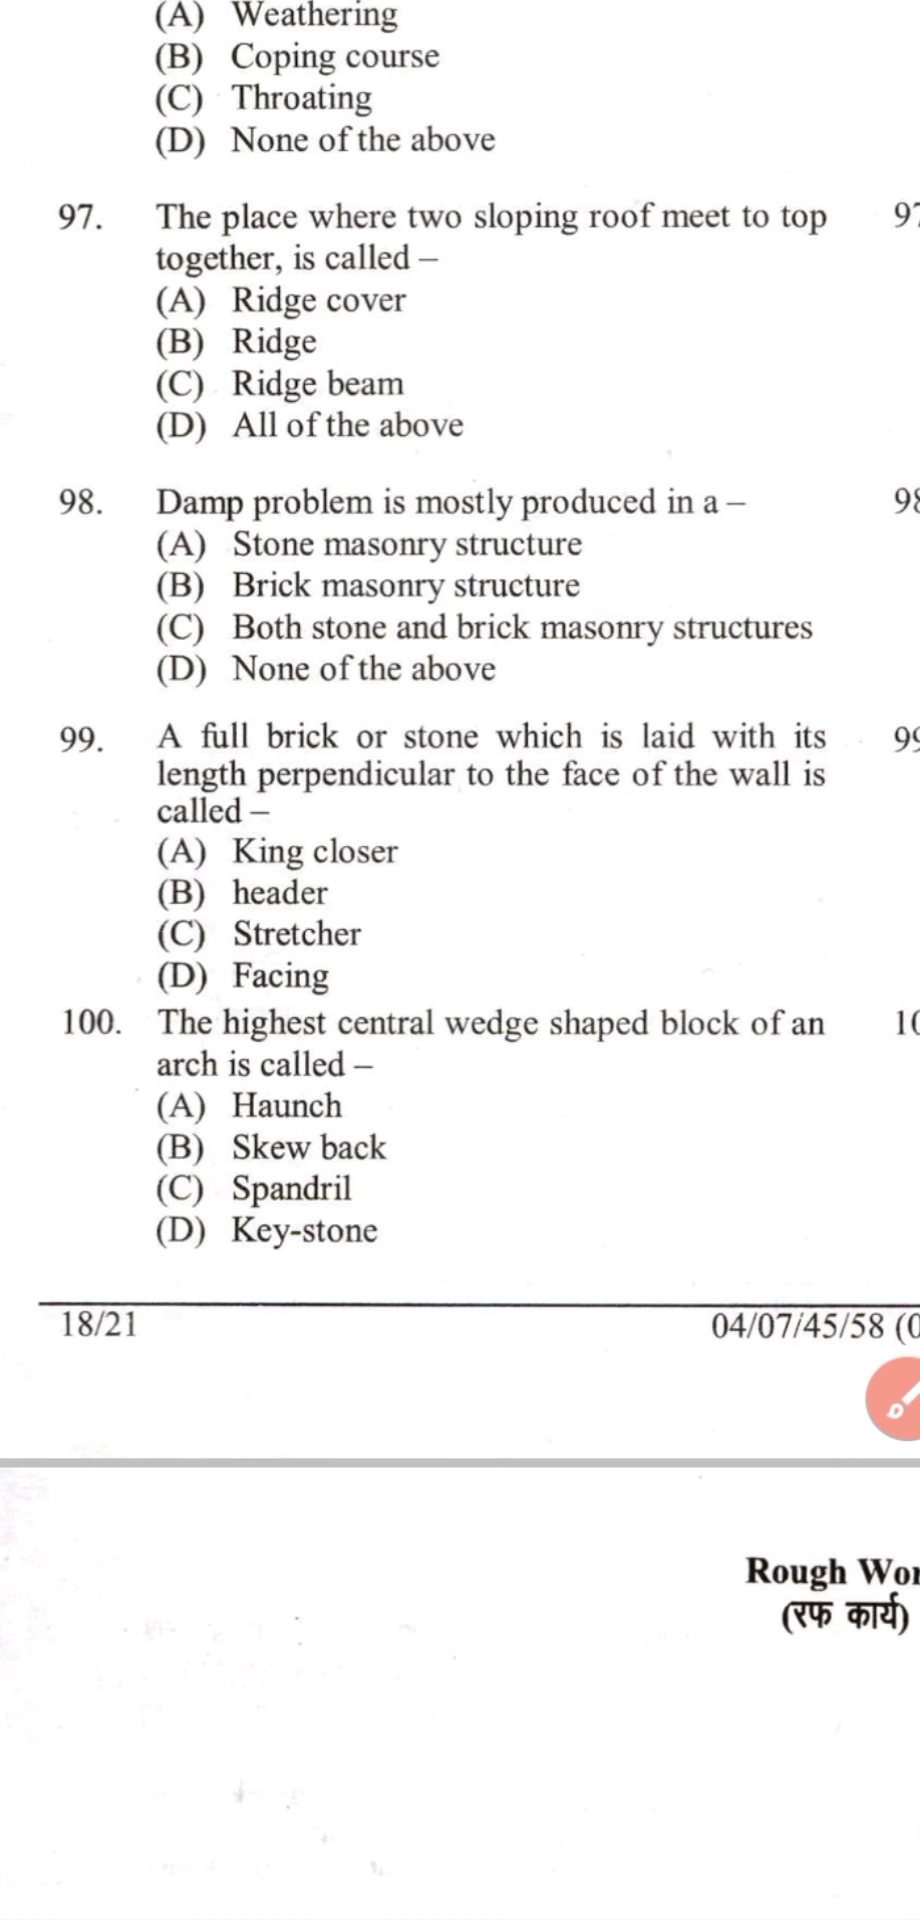 (A) Weathering
(B) Coping course
(C) Throating
(D) None of the above
97. The place where two sloping roof meet to top
together, is called –
(A) Ridge cover
(B) Ridge
(C) Ridge beam
(D) All of the above
98. Damp problem is mostly produced in a –
(A) Stone masonry structure
(B) Brick masonry structure
(C) Both stone and brick masonry structures
(D) None of the above
99. A full brick or stone which is laid with its
length perpendicular to the face of the wall is
called –
(A) King closer
(B) header
(C) Stretcher
(D) Facing
100. The highest central wedge shaped block of an
arch is called –
(A) Haunch
(B) Skew back
(C) Spandril
(D) Key-stone
18/21 04/07/45/58
Rough
(रफ कार्य)